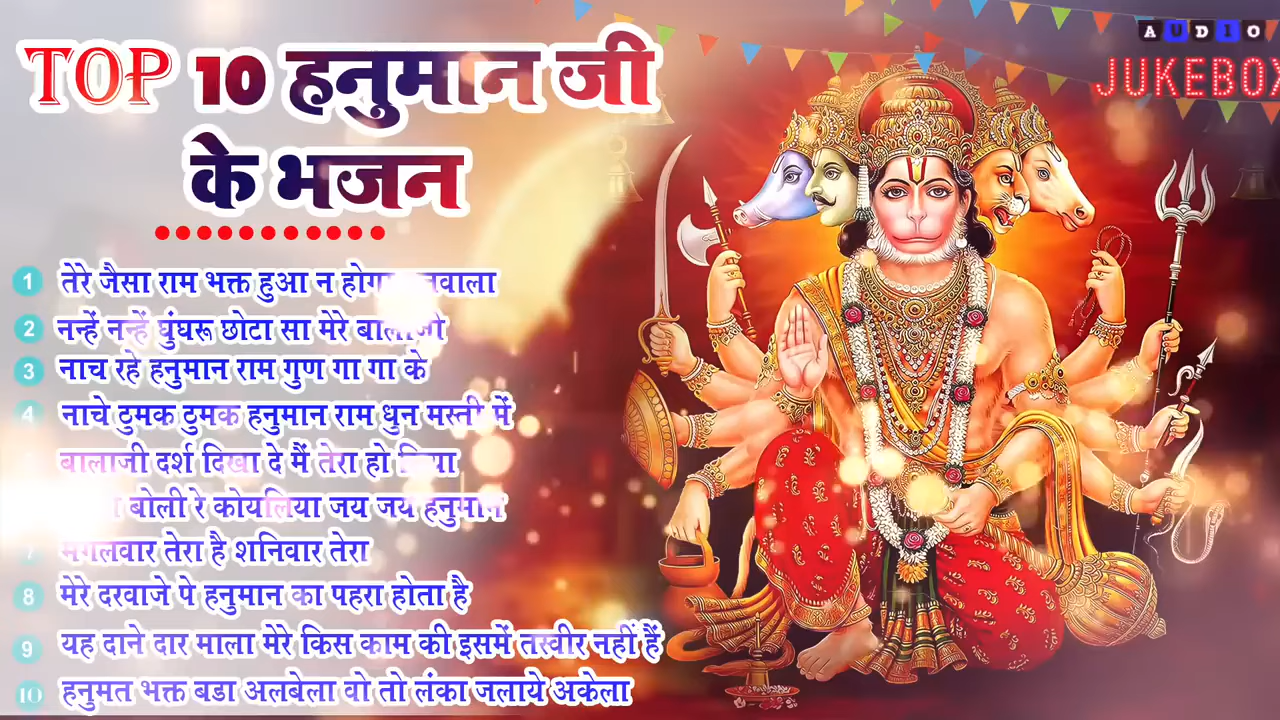 TOP 10 हनुमान जी
के भजन
AUDIO
JUKEBOX
1 तेरे जैसा राम भक्त हुआ न
2 नन्हें नन्हें घुंघरू छोटा सा मेरे बालाजी
3 नाच रहे हनुमान राम गुण गा गा के
4 नाचे ठुमक ठुमक हनुमान राम धुन मस्ती में
बालाजी दर्श दिखा दे मैं तेरा हो
बोली रे कोयलिया जय जय हनुमान
7 मंगलवार तेरा है शनिवार तेरा
8 मेरे दरवाजे पे हनुमान का पहरा होता है
9 यह दाने दार माला मेरे किस काम की इसमें तस्वीर नहीं हैं
10 हनुमत भक्त बडा अलबेला वो तो लंका जलाये अकेला